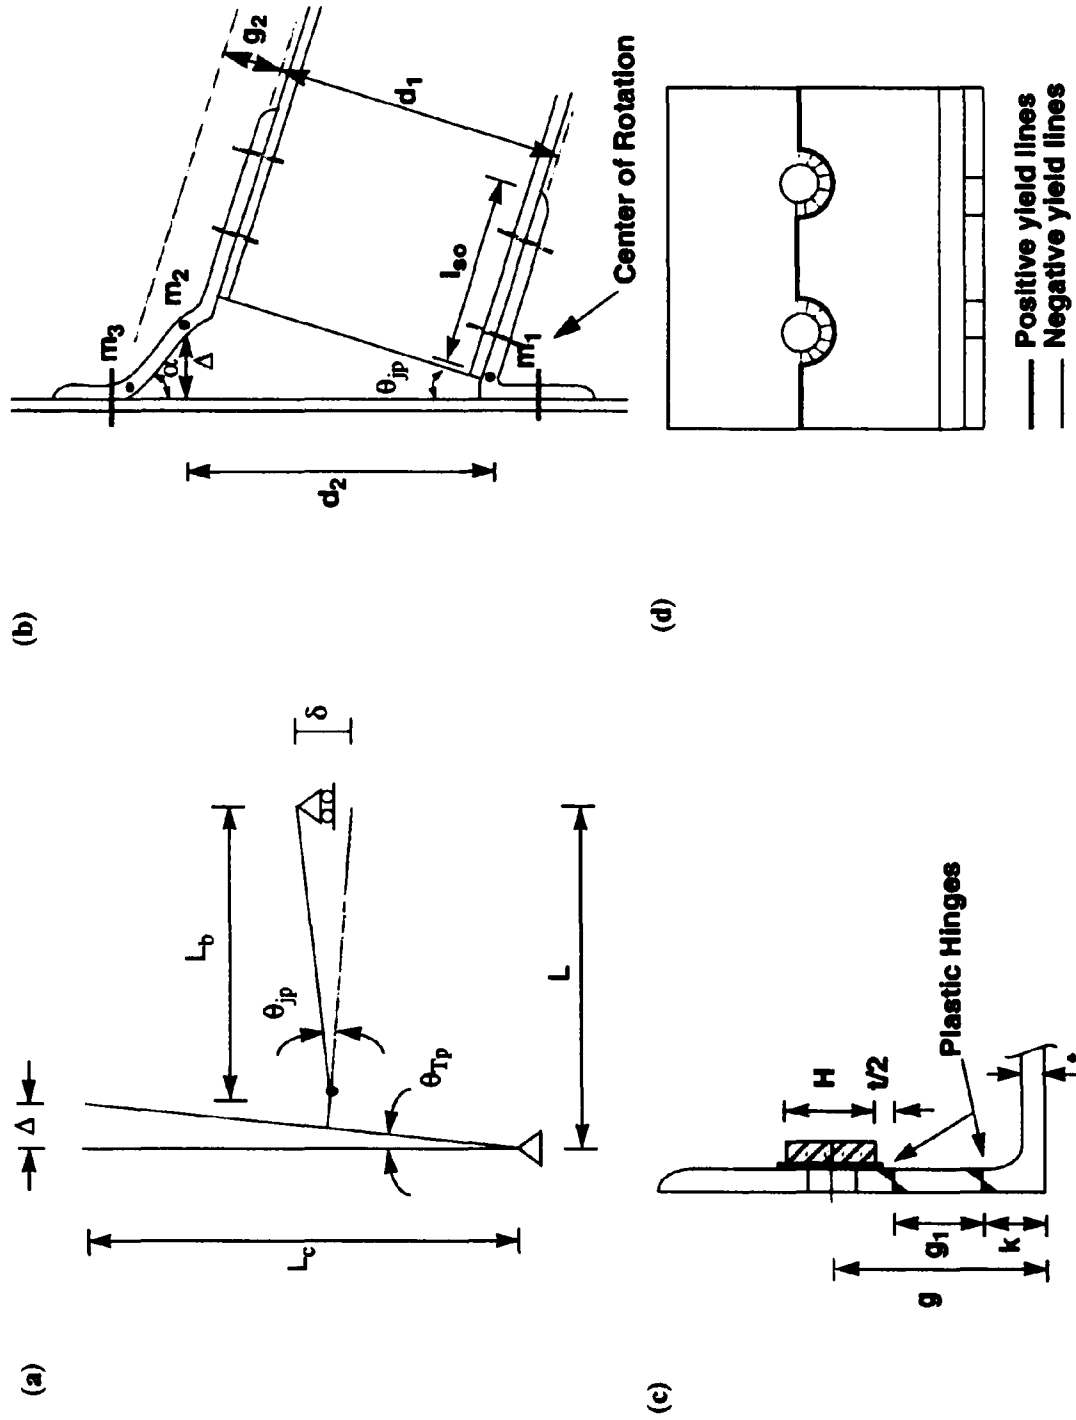 (a)
Δ
L_c
θ_Tp
θ_jp
L_b
L
δ
(b)
m_3
m_2
α
Δ
θ_jp
d_2
g_2
d_1
l_so
m_1
Center of Rotation
(c)
H
t/2
g_1
k
g
Plastic Hinges
(d)
Positive yield lines
Negative yield lines